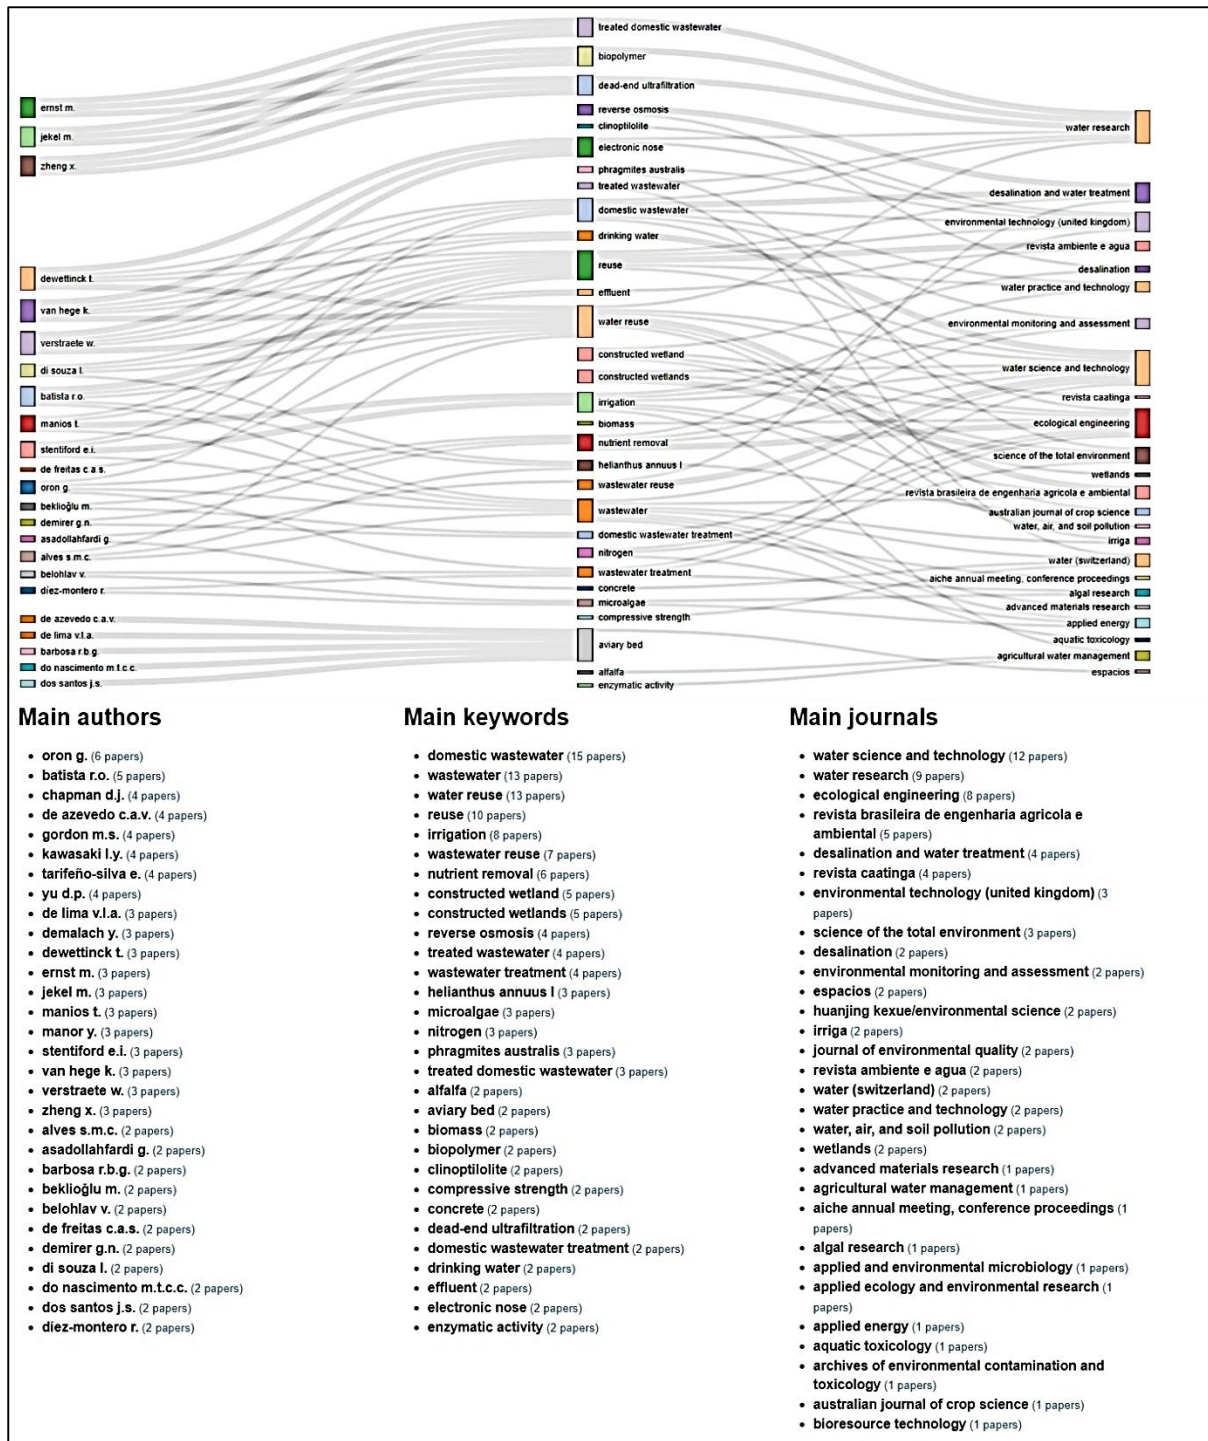 ernst m.
jekel m.
zheng x.
dewettinck t.
van hege k.
verstraete w.
di souza l.
batista r.o.
manios t.
stentiford e.i.
de freitas c a s.
oron g.
beklioğlu m.
demirer g.n.
asadollahfardi g.
alves s.m.c.
belohlav v.
díez-montero r.
de azevedo c.a.v.
de lima v.l.a.
barbosa r.b.g.
do nascimento m.t.c.c.
dos santos j.s.
treated domestic wastewater
biopolymer
dead-end ultrafiltration
reverse osmosis
clinoptilolite
electronic nose
phragmites australis
treated wastewater
domestic wastewater
drinking water
reuse
effluent
water reuse
constructed wetland
constructed wetlands
irrigation
biomass
nutrient removal
helianthus annuus l
wastewater reuse
wastewater
domestic wastewater treatment
nitrogen
wastewater treatment
concrete
microalgae
compressive strength
aviary bed
alfalfa
enzymatic activity
water research
desalination and water treatment
environmental technology (united kingdom)
revista ambiente e agua
desalination
water practice and technology
environmental monitoring and assessment
water science and technology
revista caatinga
ecological engineering
science of the total environment
wetlands
revista brasileira de engenharia agricola e ambiental
australian journal of crop science
water, air, and soil pollution
irriga
water (switzerland)
aiche annual meeting, conference proceedings
algal research
advanced materials research
applied energy
aquatic toxicology
agricultural water management
espacios
Main authors
• oron g. (6 papers)
• batista r.o. (5 papers)
• chapman d.j. (4 papers)
• de azevedo c.a.v. (4 papers)
• gordon m.s. (4 papers)
• kawasaki l.y. (4 papers)
• tarifeño-silva e. (4 papers)
• yu d.p. (4 papers)
• de lima v.l.a. (3 papers)
• demalach y. (3 papers)
• dewettinck t. (3 papers)
• ernst m. (3 papers)
• jekel m. (3 papers)
• manios t. (3 papers)
• manor y. (3 papers)
• stentiford e.i. (3 papers)
• van hege k. (3 papers)
• verstraete w. (3 papers)
• zheng x. (3 papers)
• alves s.m.c. (2 papers)
• asadollahfardi g. (2 papers)
• barbosa r.b.g. (2 papers)
• beklioğlu m. (2 papers)
• belohlav v. (2 papers)
• de freitas c.a.s. (2 papers)
• demirer g.n. (2 papers)
• di souza l. (2 papers)
• do nascimento m.t.c.c. (2 papers)
• dos santos j.s. (2 papers)
• díez-montero r. (2 papers)
Main keywords
• domestic wastewater (15 papers)
• wastewater (13 papers)
• water reuse (13 papers)
• reuse (10 papers)
• irrigation (8 papers)
• wastewater reuse (7 papers)
• nutrient removal (6 papers)
• constructed wetland (5 papers)
• constructed wetlands (5 papers)
• reverse osmosis (4 papers)
• treated wastewater (4 papers)
• wastewater treatment (4 papers)
• helianthus annuus l (3 papers)
• microalgae (3 papers)
• nitrogen (3 papers)
• phragmites australis (3 papers)
• treated domestic wastewater (3 papers)
• alfalfa (2 papers)
• aviary bed (2 papers)
• biomass (2 papers)
• biopolymer (2 papers)
• clinoptilolite (2 papers)
• compressive strength (2 papers)
• concrete (2 papers)
• dead-end ultrafiltration (2 papers)
• domestic wastewater treatment (2 papers)
• drinking water (2 papers)
• effluent (2 papers)
• electronic nose (2 papers)
• enzymatic activity (2 papers)
Main journals
• water science and technology (12 papers)
• water research (9 papers)
• ecological engineering (8 papers)
• revista brasileira de engenharia agricola e
ambiental (5 papers)
• desalination and water treatment (4 papers)
• revista caatinga (4 papers)
• environmental technology (united kingdom) (3
papers)
• science of the total environment (3 papers)
• desalination (2 papers)
• environmental monitoring and assessment (2 papers)
• espacios (2 papers)
• huanjing kexue/environmental science (2 papers)
• irriga (2 papers)
• journal of environmental quality (2 papers)
• revista ambiente e agua (2 papers)
• water (switzerland) (2 papers)
• water practice and technology (2 papers)
• water, air, and soil pollution (2 papers)
• wetlands (2 papers)
• advanced materials research (1 papers)
• agricultural water management (1 papers)
• aiche annual meeting, conference proceedings (1
papers)
• algal research (1 papers)
• applied and environmental microbiology (1 papers)
• applied ecology and environmental research (1
papers)
• applied energy (1 papers)
• aquatic toxicology (1 papers)
• archives of environmental contamination and
toxicology (1 papers)
• australian journal of crop science (1 papers)
• bioresource technology (1 papers)